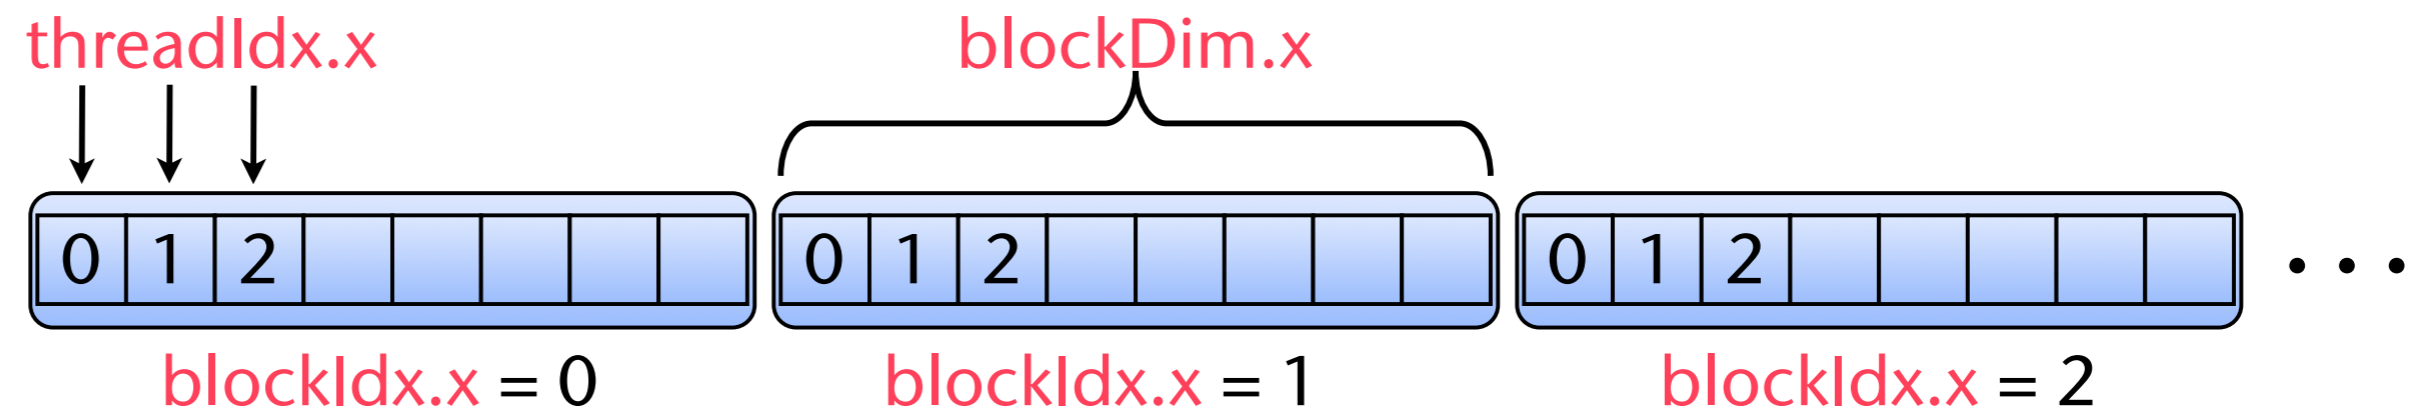 threadIdx.x blockDim.x
0 1 2 0 1 2 0 1 2 ...
blockIdx.x = 0 blockIdx.x = 1 blockIdx.x = 2